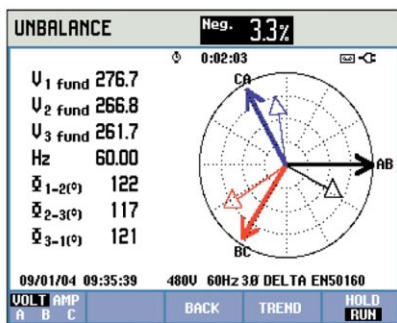 UNBALANCE Neg. 3.3%
0:02:03
V1 fund 276.7
V2 fund 266.8
V3 fund 261.7
Hz 60.00
Φ1-2(º) 122
Φ2-3(º) 117
Φ3-1(º) 121
CA
AB
BC
09/01/04 09:35:39 480V 60Hz 3Ø DELTA EN50160
VOLT AMP
A B C
BACK
TREND
HOLD
RUN